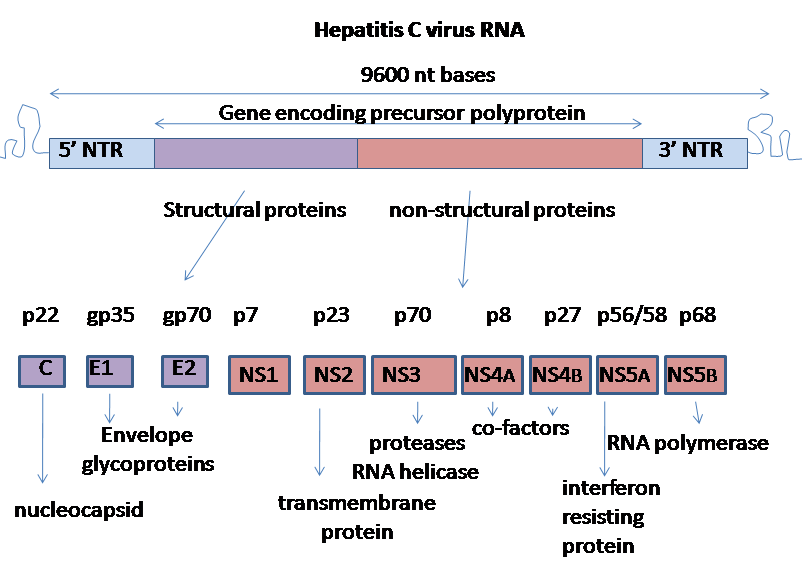 Hepatitis C virus RNA
9600 nt bases
Gene encoding precursor polyprotein
5’ NTR
3’ NTR
Structural proteins
non-structural proteins
p22 gp35 gp70 p7 p23 p70 p8 p27 p56/58 p68
C E1 E2 NS1 NS2 NS3 NS4A NS4B NS5A NS5B
nucleocapsid
Envelope
glycoproteins
transmembrane
protein
proteases
RNA helicase
co-factors
interferon
resisting
protein
RNA polymerase